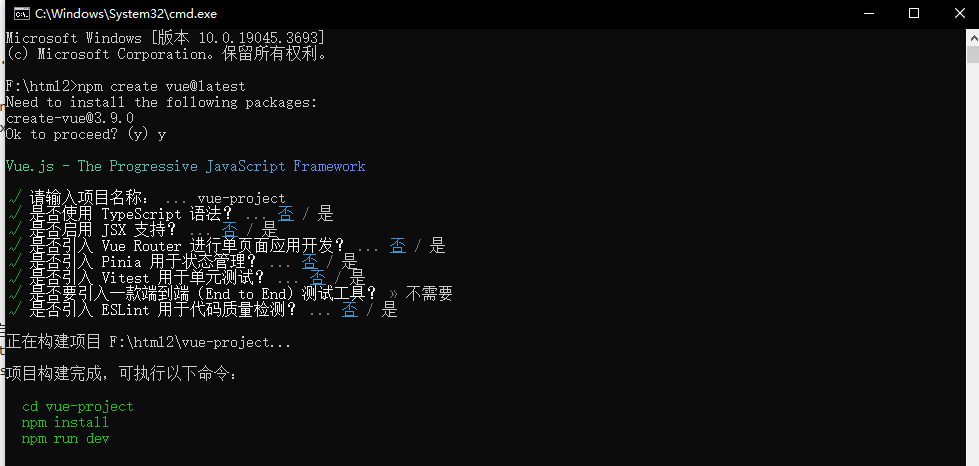 C:\Windows\System32\cmd.exe
Microsoft Windows [版本 10.0.19045.3693]
(c) Microsoft Corporation。保留所有权利。
F:\html2>npm create vue@latest
Need to install the following packages:
create-vue@3.9.0
Ok to proceed? (y) y
Vue.js - The Progressive JavaScript Framework
√ 请输入项目名称： ... vue-project
√ 是否使用 TypeScript 语法？ ... 否 / 是
√ 是否启用 JSX 支持？ ... 否 / 是
√ 是否引入 Vue Router 进行单页面应用开发？ ... 否 / 是
√ 是否引入 Pinia 用于状态管理？ ... 否 / 是
√ 是否引入 Vitest 用于单元测试？ ... 否 / 是
√ 是否要引入一款端到端（End to End）测试工具？ » 不需要
√ 是否引入 ESLint 用于代码质量检测？ ... 否 / 是
正在构建项目 F:\html2\vue-project...
项目构建完成，可执行以下命令：
cd vue-project
npm install
npm run dev